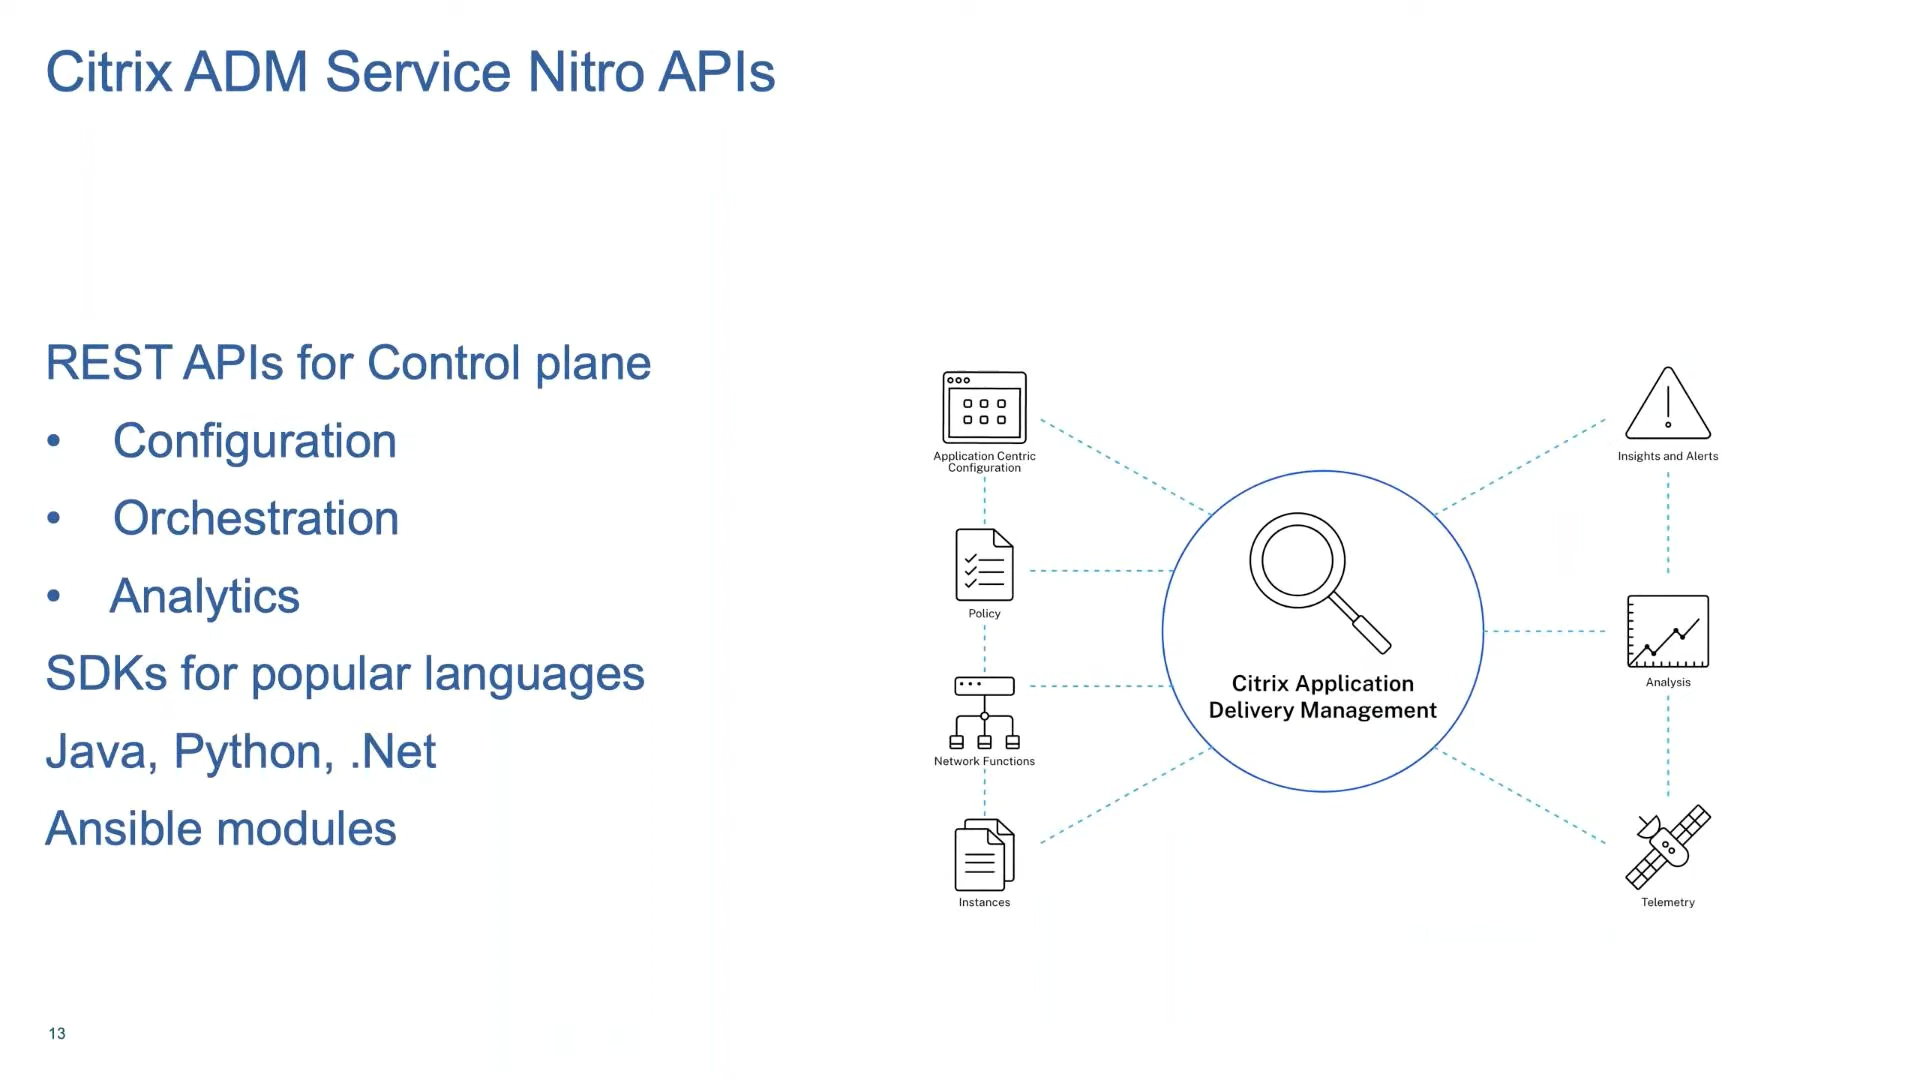 Citrix ADM Service Nitro APIs
REST APIs for Control plane
• Configuration
• Orchestration
• Analytics
SDKs for popular languages
Java, Python, .Net
Ansible modules
Application Centric
Configuration
Policy
Network Functions
Instances
Citrix Application
Delivery Management
Insights and Alerts
Analysis
Telemetry
13